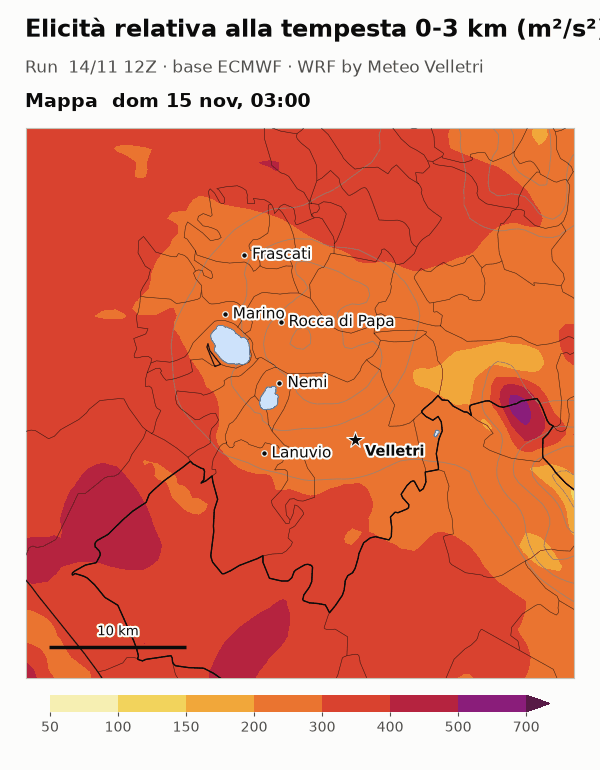 Elicità relativa alla tempesta 0-3 km (m²/s²)
Run 14/11 12Z · base ECMWF · WRF by Meteo Velletri
Mappa dom 15 nov, 03:00
Frascati
Marino
Rocca di Papa
Nemi
Velletri
Lanuvio
10 km
50 100 150 200 300 400 500 700